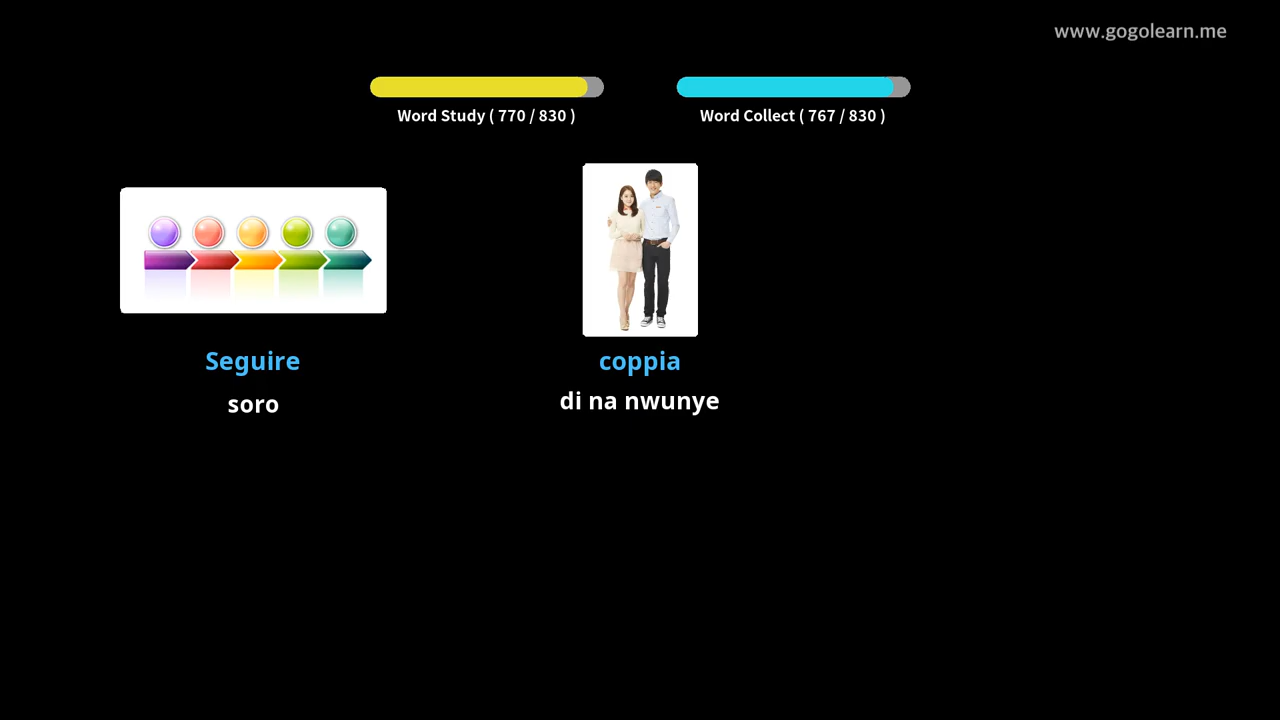 www.gogolearn.me
Word Study ( 770 / 830 )
Word Collect ( 767 / 830 )
Seguire
coppia
soro
di na nwunye